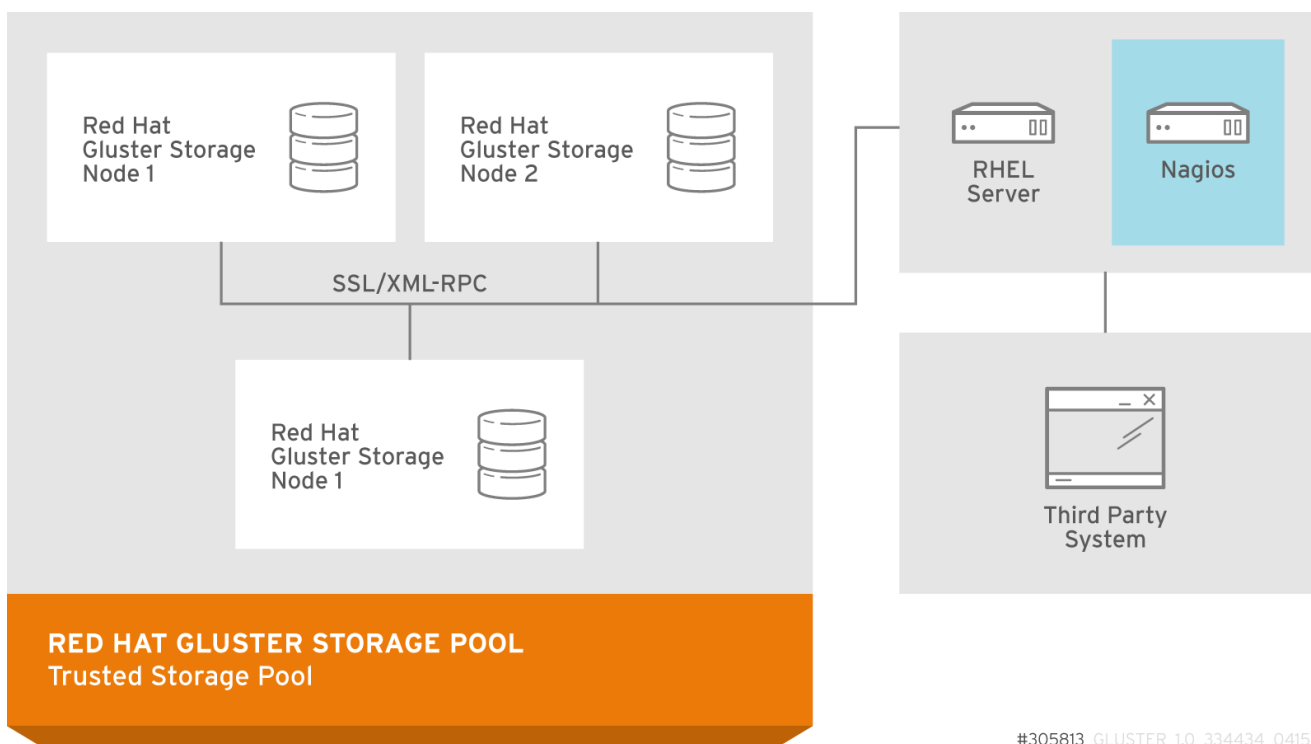 Red Hat
Gluster Storage
Node 1
Red Hat
Gluster Storage
Node 2
RHEL
Server
Nagios
SSL/XML-RPC
Red Hat
Gluster Storage
Node 1
Third Party
System
RED HAT GLUSTER STORAGE POOL
Trusted Storage Pool
#305813 GLUSTER 1.0 334434 0415